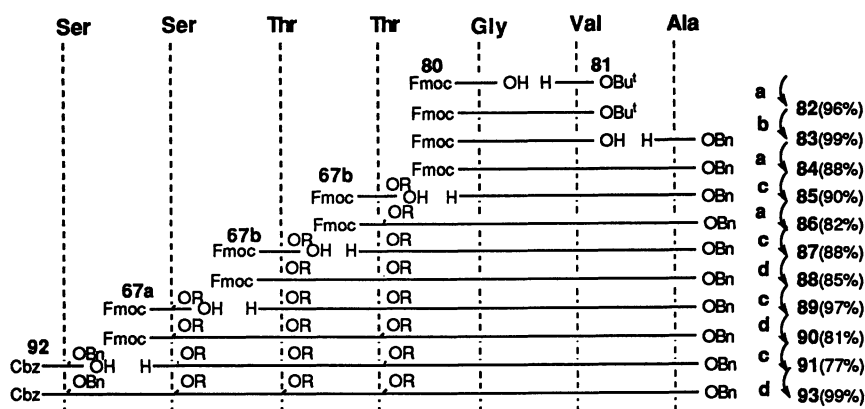 Ser Ser Thr Thr Gly Val Ala
80 81
Fmoc OH H OBuᵗ a
Fmoc OBuᵗ 82(96%)
b
Fmoc OH H OBn 83(99%)
a
67b Fmoc OBn 84(88%)
OR c
Fmoc OH H OBn 85(90%)
OR a
67b Fmoc OBn 86(82%)
OR OR c
Fmoc OH H OBn 87(88%)
OR OR d
67a Fmoc OBn 88(85%)
OR OR OR c
Fmoc OH H OBn 89(97%)
OR OR OR d
92 Fmoc OBn 90(81%)
OBn OR OR OR c
Cbz OH H OBn 91(77%)
OBn OR OR OR
Cbz OBn d 93(99%)